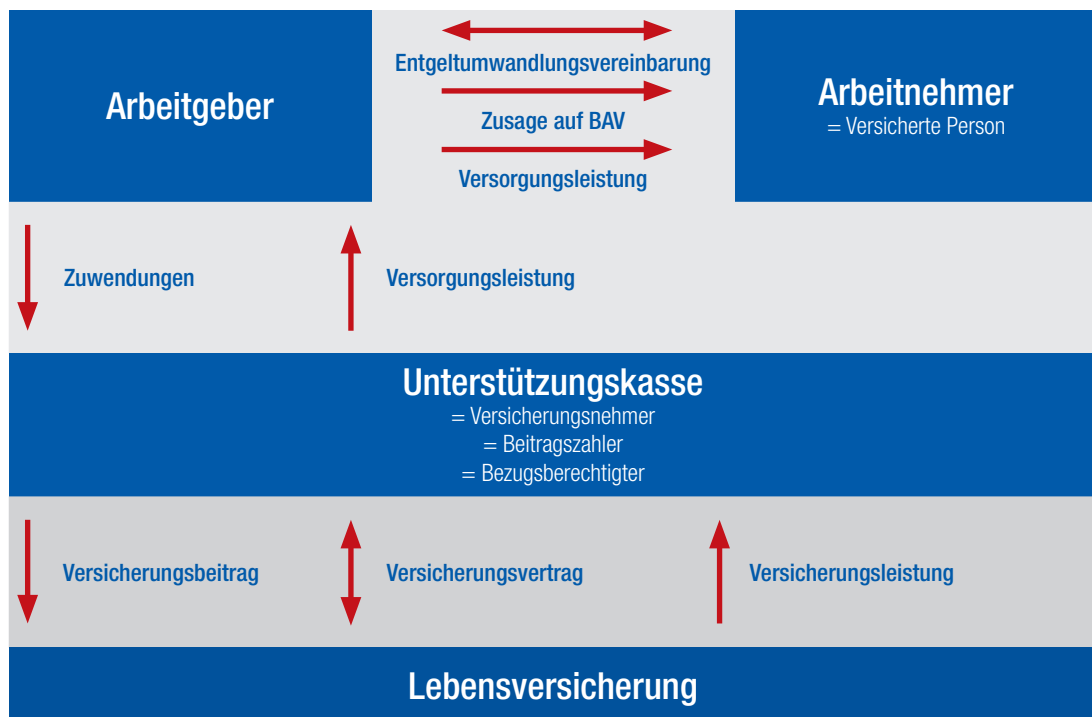 Arbeitgeber
Entgeltumwandlungsvereinbarung
Zusage auf BAV
Versorgungsleistung
Arbeitnehmer
= Versicherte Person
Zuwendungen
Versorgungsleistung
Unterstützungskasse
= Versicherungsnehmer
= Beitragszahler
= Bezugsberechtigter
Versicherungsbeitrag
Versicherungsvertrag
Versicherungsleistung
Lebensversicherung